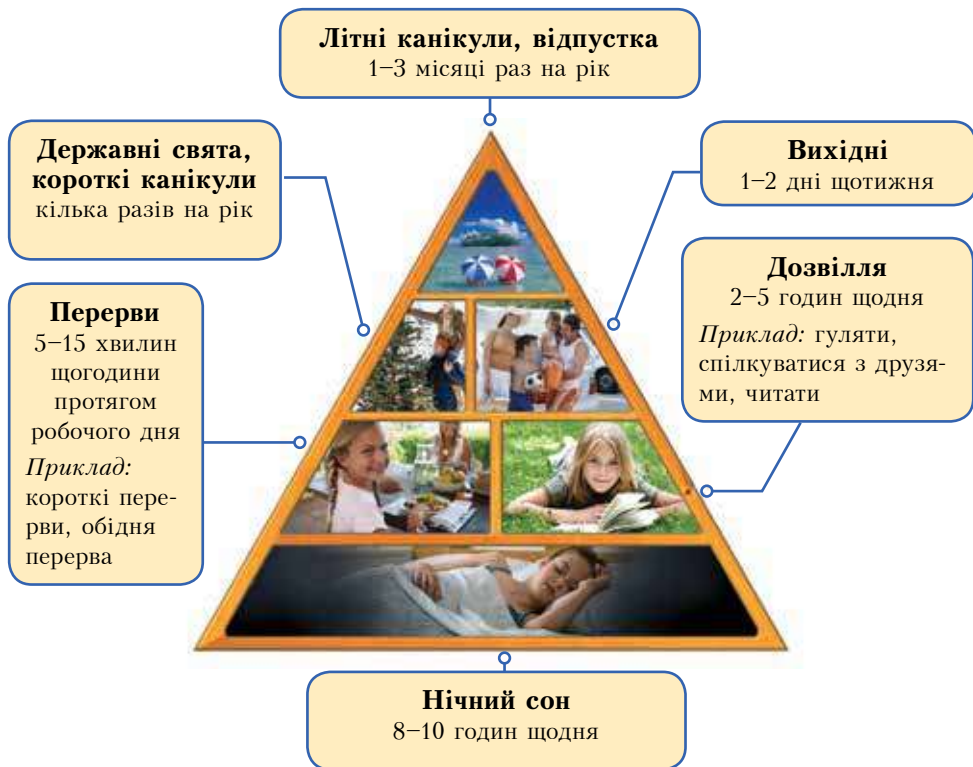 Літні канікули, відпустка
1–3 місяці раз на рік
Державні свята,
короткі канікули
кілька разів на рік
Вихідні
1–2 дні щотижня
Перерви
5–15 хвилин
щогодини
протягом
робочого дня
Приклад:
короткі пере-
рви, обідня
перерва
Дозвілля
2–5 годин щодня
Приклад: гуляти,
спілкуватися з друзя-
ми, читати
Нічний сон
8–10 годин щодня